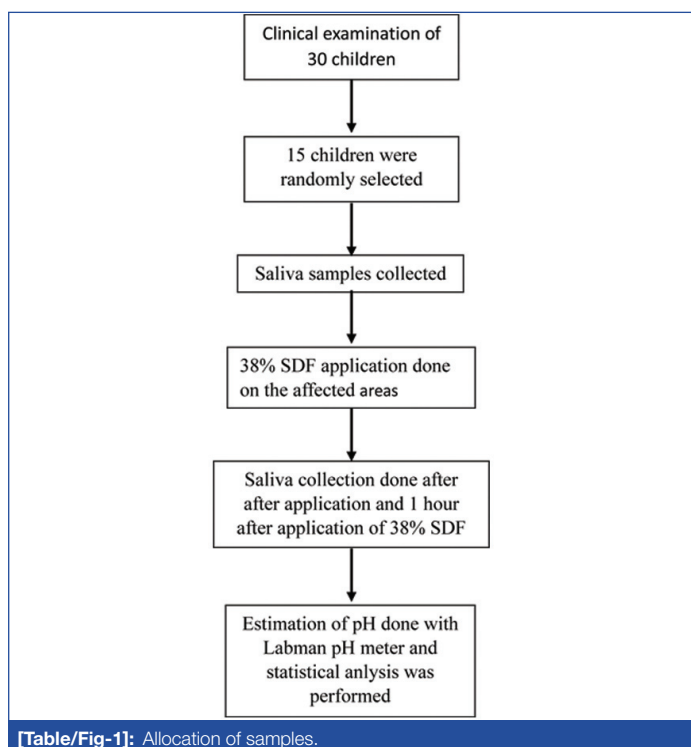 Clinical examination of
30 children
15 children were
randomly selected
Saliva samples collected
38% SDF application done
on the affected areas
Saliva collection done after
after application and 1 hour
after application of 38% SDF
Estimation of pH done with
Labman pH meter and
statistical anlysis was
performed
[Table/Fig-1]: Allocation of samples.